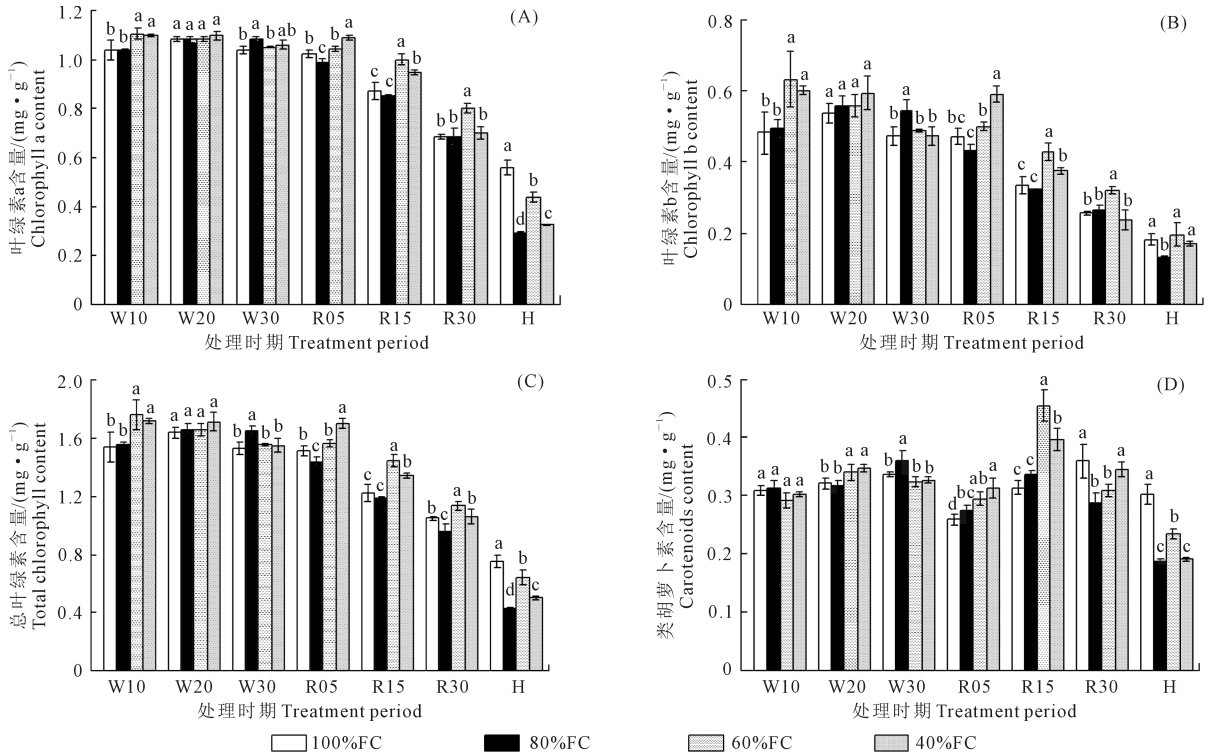 (A)
叶绿素a含量/(mg•g⁻¹)
Chlorophyll a content
1.2
1.0
0.8
0.6
0.4
0.2
0
b b a a
a a a a
b a b ab
b c b a
c c a b
b b a b
a d b c
W10 W20 W30 R05 R15 R30 H
处理时期 Treatment period
(B)
叶绿素b含量/(mg•g⁻¹)
Chlorophyll b content
0.8
0.6
0.4
0.2
0
b b a a
a a a a
b a b b
bc c b a
c c a b
b b a b
a b a a
W10 W20 W30 R05 R15 R30 H
处理时期 Treatment period
(C)
总叶绿素含量/(mg•g⁻¹)
Total chlorophyll content
2.0
1.6
1.2
0.8
0.4
0
b b a a
a a a a
b a b b
b c b a
c c a b
b c a b
a d b c
W10 W20 W30 R05 R15 R30 H
处理时期 Treatment period
(D)
类胡萝卜素含量/(mg•g⁻¹)
Carotenoids content
0.5
0.4
0.3
0.2
0.1
0
a a a a
b b a a
b a b b
d bc ab a
c c a b
a b b a
a c b c
W10 W20 W30 R05 R15 R30 H
处理时期 Treatment period
100%FC 80%FC 60%FC 40%FC